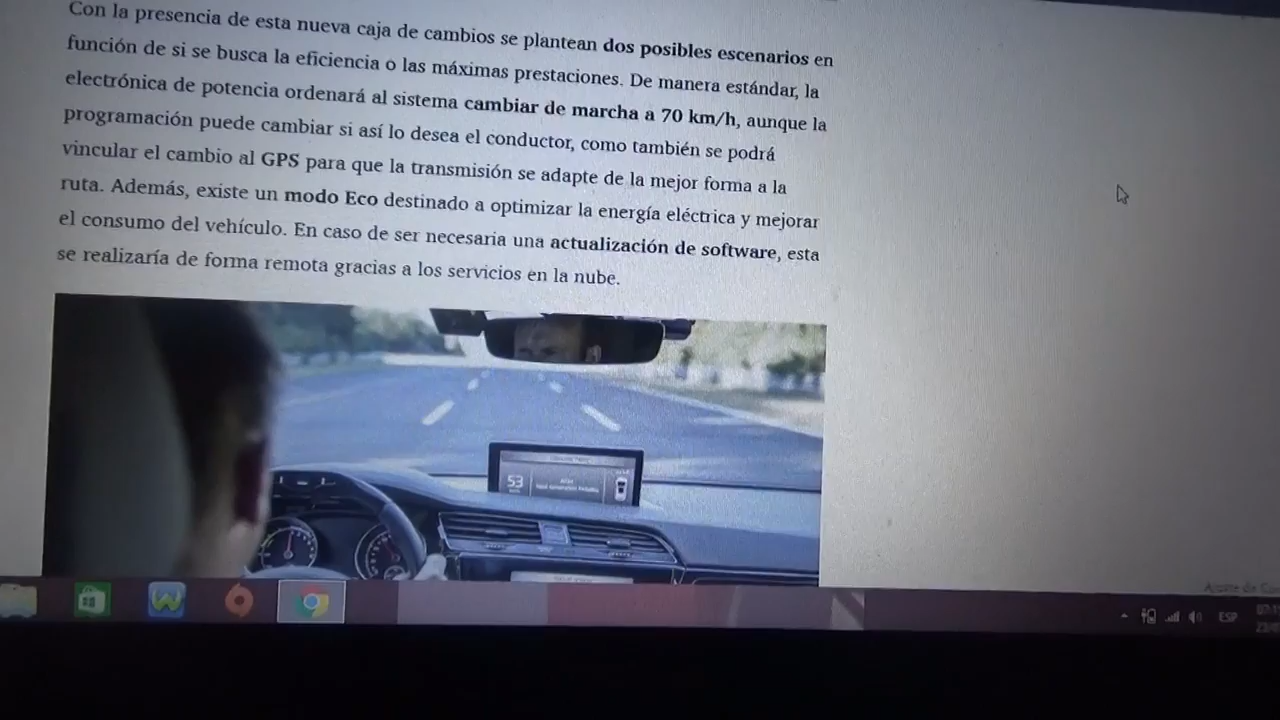 Con la presencia de esta nueva caja de cambios se plantean dos posibles escenarios en
función de si se busca la eficiencia o las máximas prestaciones. De manera estándar, la
electrónica de potencia ordenará al sistema cambiar de marcha a 70 km/h, aunque la
programación puede cambiar si así lo desea el conductor, como también se podrá
vincular el cambio al GPS para que la transmisión se adapte de la mejor forma a la
ruta. Además, existe un modo Eco destinado a optimizar la energía eléctrica y mejorar
el consumo del vehículo. En caso de ser necesaria una actualización de software, esta
se realizaría de forma remota gracias a los servicios en la nube.
53
ESP